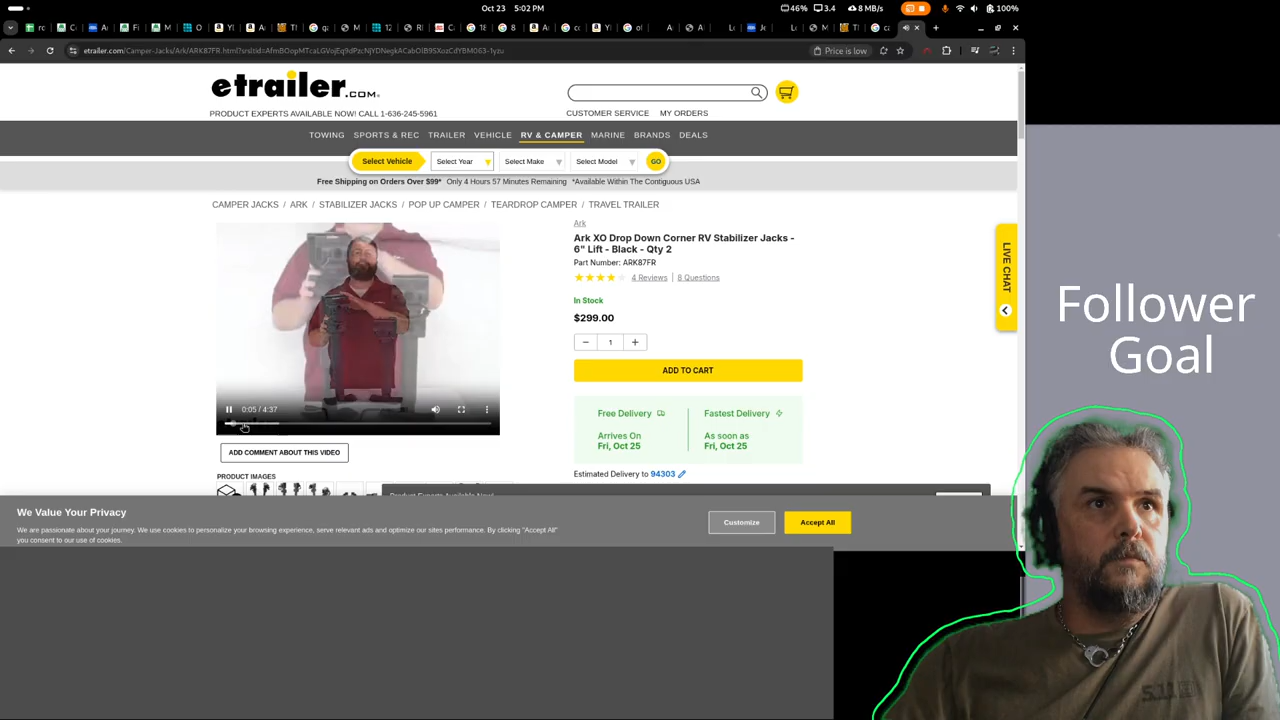 Oct 23 5:02 PM
46% 3.4 8 MB/s 100%
etrailer.com/Camper-Jacks/Ark/ARK87FR.html
Price is low
etrailer.COM
PRODUCT EXPERTS AVAILABLE NOW! CALL 1-636-245-5961
CUSTOMER SERVICE MY ORDERS
TOWING SPORTS & REC TRAILER VEHICLE RV & CAMPER MARINE BRANDS DEALS
Select Vehicle Select Year Select Make Select Model GO
Free Shipping on Orders Over $99* Only 4 Hours 57 Minutes Remaining *Available Within The Contiguous USA
CAMPER JACKS / ARK / STABILIZER JACKS / POP UP CAMPER / TEARDROP CAMPER / TRAVEL TRAILER
Ark
Ark XO Drop Down Corner RV Stabilizer Jacks -
6" Lift - Black - Qty 2
Part Number: ARK87FR
4 Reviews | 8 Questions
In Stock
$299.00
1
ADD TO CART
Free Delivery Fastest Delivery
Arrives On As soon as
Fri, Oct 25 Fri, Oct 25
Estimated Delivery to 94303
LIVE CHAT
0:05 / 4:37
ADD COMMENT ABOUT THIS VIDEO
PRODUCT IMAGES
Product Experts Available Now!
We Value Your Privacy
We are passionate about your journey. We use cookies to personalize your browsing experience, serve relevant ads and optimize our sites performance. By clicking "Accept All"
you consent to our use of cookies.
Customize Accept All
Follower
Goal
5.11